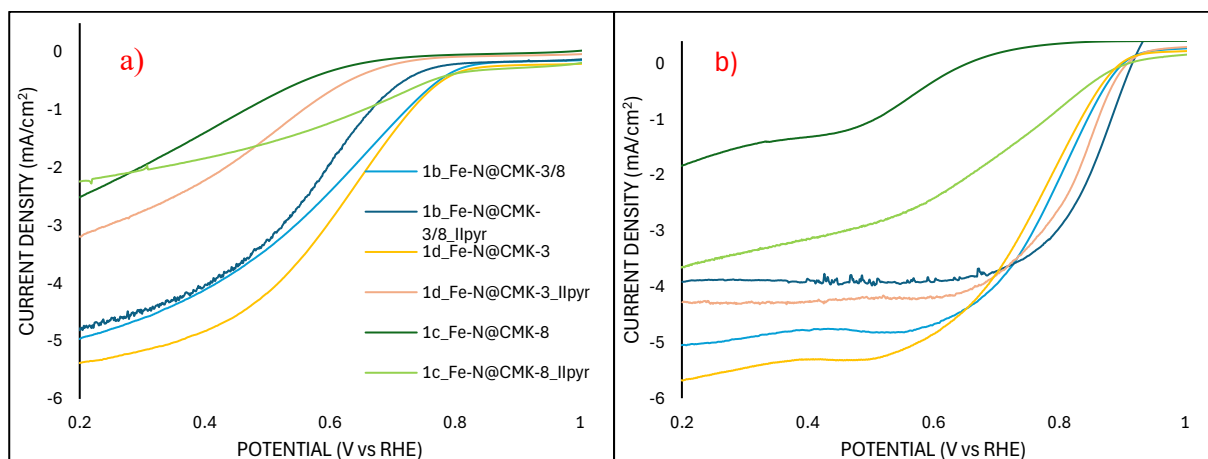 a)
0
-1
-2
-3
-4
-5
-6
0.2 0.4 0.6 0.8 1
CURRENT DENSITY (mA/cm²)
POTENTIAL (V vs RHE)
1b_Fe-N@CMK-3/8
1b_Fe-N@CMK-
3/8_IIpyr
1d_Fe-N@CMK-3
1d_Fe-N@CMK-3_IIpyr
1c_Fe-N@CMK-8
1c_Fe-N@CMK-8_IIpyr
b)
0
-1
-2
-3
-4
-5
-6
0.2 0.4 0.6 0.8 1
CURRENT DENSITY (mA/cm²)
POTENTIAL (V vs RHE)